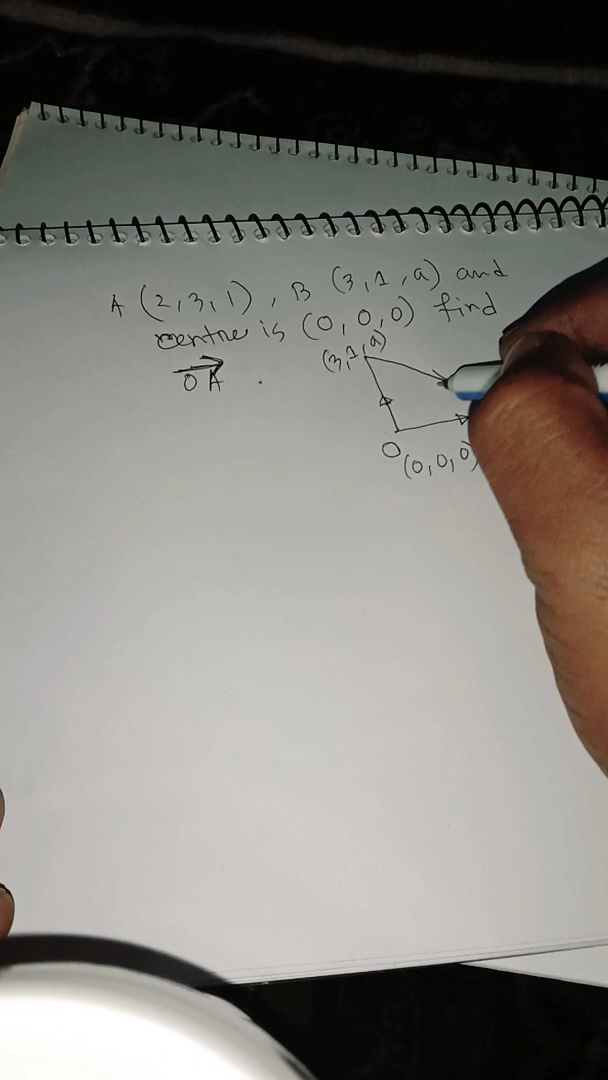 A (2,3,1), B (3,1,a) and
centre is (0,0,0) find
OA
(3,1,a)
O
(0,0,0)